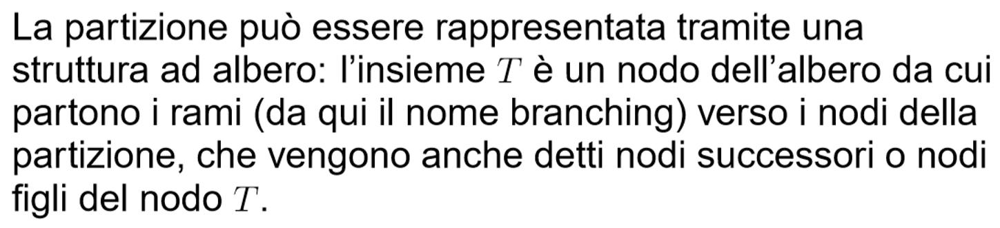 La partizione può essere rappresentata tramite una
struttura ad albero: l’insieme T è un nodo dell’albero da cui
partono i rami (da qui il nome branching) verso i nodi della
partizione, che vengono anche detti nodi successori o nodi
figli del nodo T.